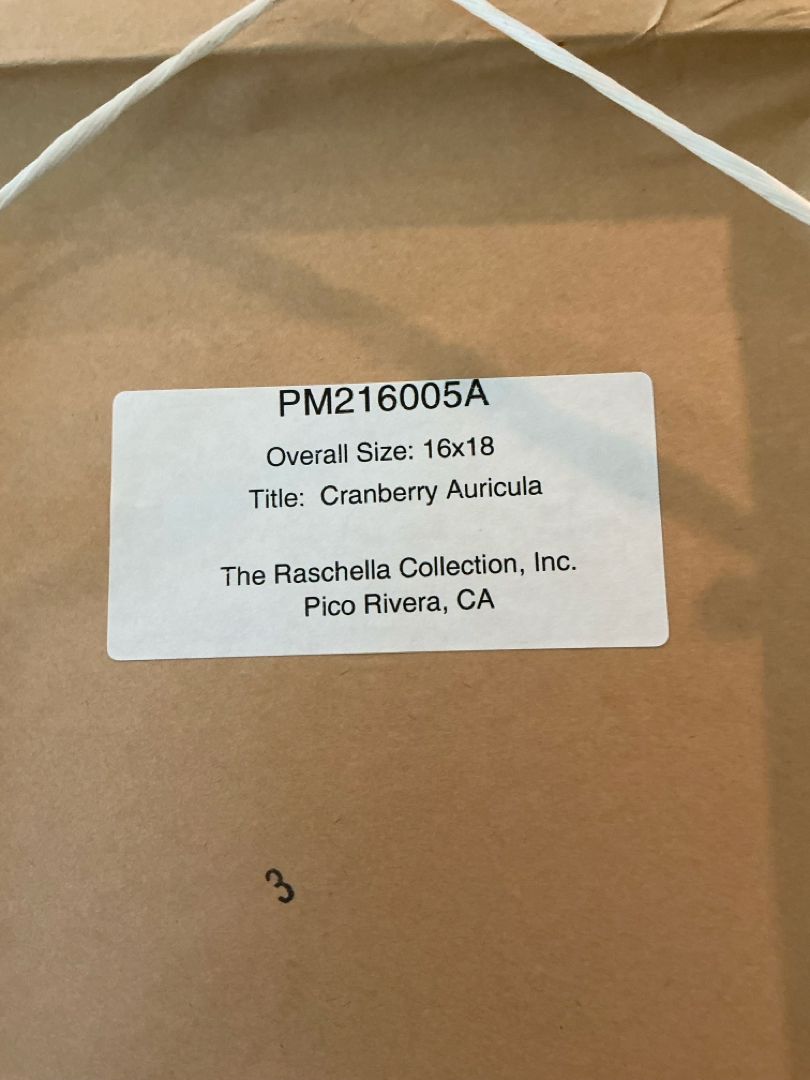 PM216005A
Overall Size: 16x18
Title: Cranberry Auricula
The Raschella Collection, Inc.
Pico Rivera, CA
3